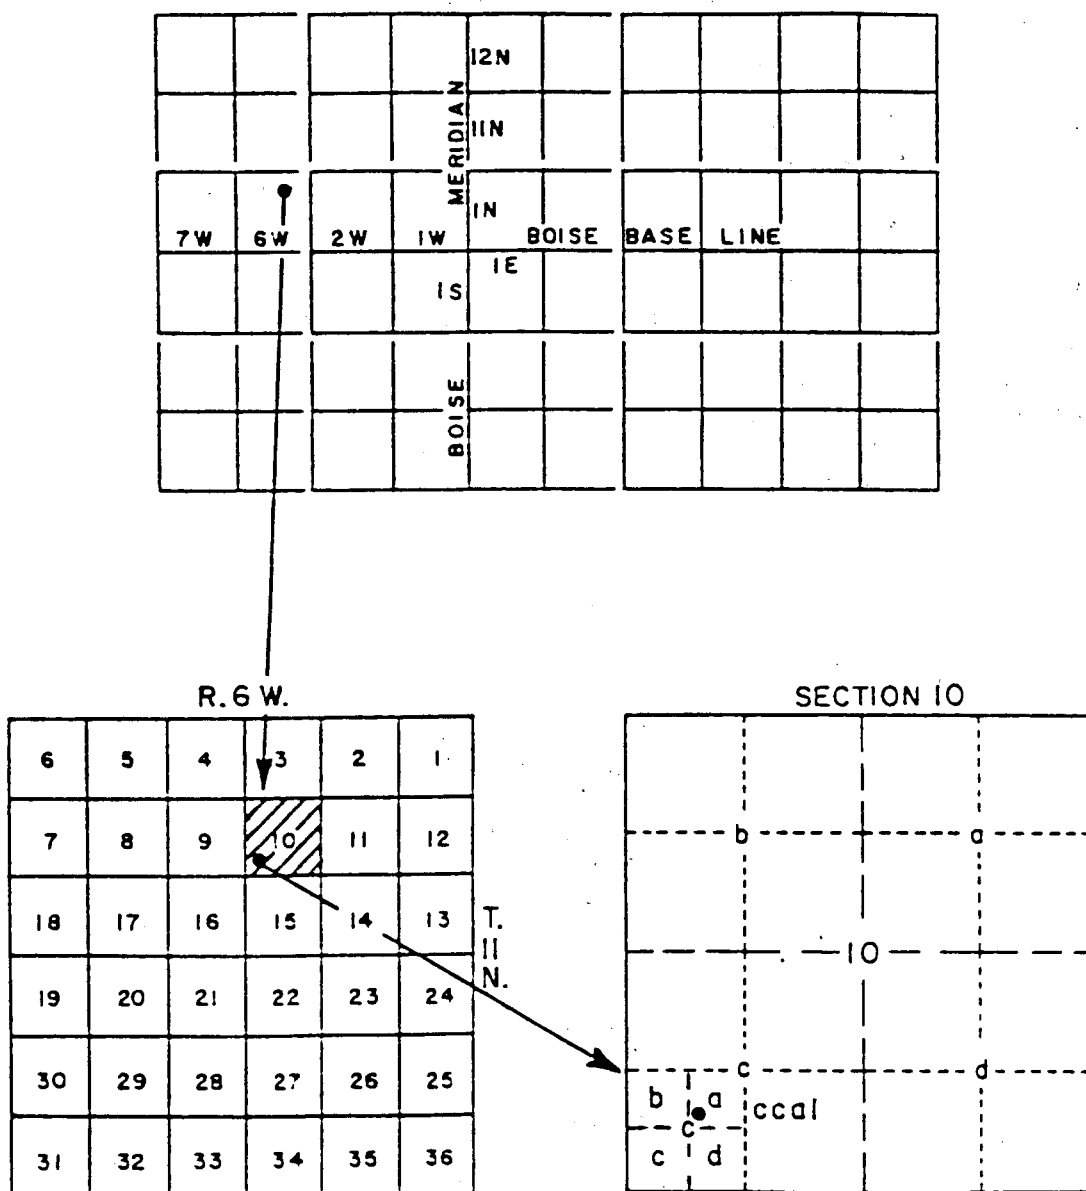 12N
MERIDIAN
11N
1N
7W 6W 2W 1W BOISE BASE LINE
1E
1S
BOISE
R. 6 W.
6 5 4 3 2 1
7 8 9 10 11 12
18 17 16 15 14 13
19 20 21 22 23 24
30 29 28 27 26 25
31 32 33 34 35 36
T.
11
N.
SECTION 10
b a
10
c d
b a
ccal
c
c d